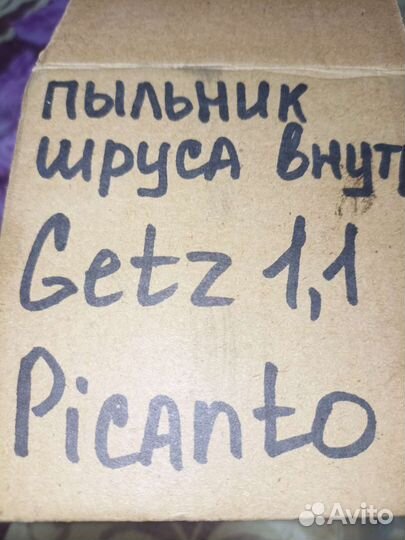 пыльник
шруса внут
Getz 1,1
Picanto
Avito